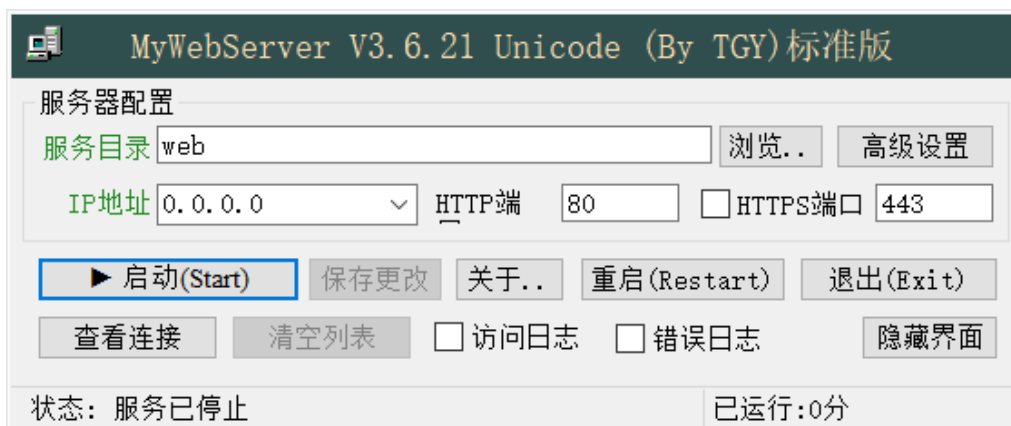 MyWebServer V3.6.21 Unicode (By TGY)标准版
服务器配置
服务目录 web 浏览.. 高级设置
IP地址 0.0.0.0 HTTP端 80 HTTPS端口 443
▶ 启动(Start) 保存更改 关于.. 重启(Restart) 退出(Exit)
查看连接 清空列表 访问日志 错误日志 隐藏界面
状态: 服务已停止 已运行:0分